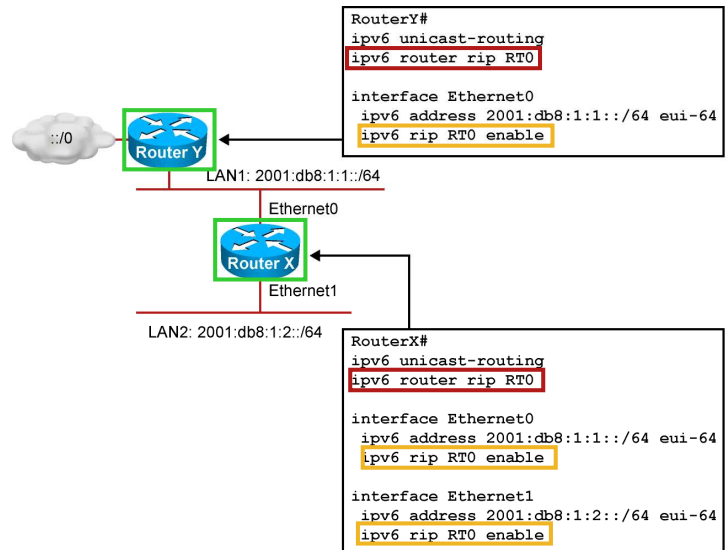 RouterY#
ipv6 unicast-routing
ipv6 router rip RT0
interface Ethernet0
ipv6 address 2001:db8:1:1::/64 eui-64
ipv6 rip RT0 enable
::/0
Router Y
LAN1: 2001:db8:1:1::/64
Ethernet0
Router X
Ethernet1
LAN2: 2001:db8:1:2::/64
RouterX#
ipv6 unicast-routing
ipv6 router rip RT0
interface Ethernet0
ipv6 address 2001:db8:1:1::/64 eui-64
ipv6 rip RT0 enable
interface Ethernet1
ipv6 address 2001:db8:1:2::/64 eui-64
ipv6 rip RT0 enable